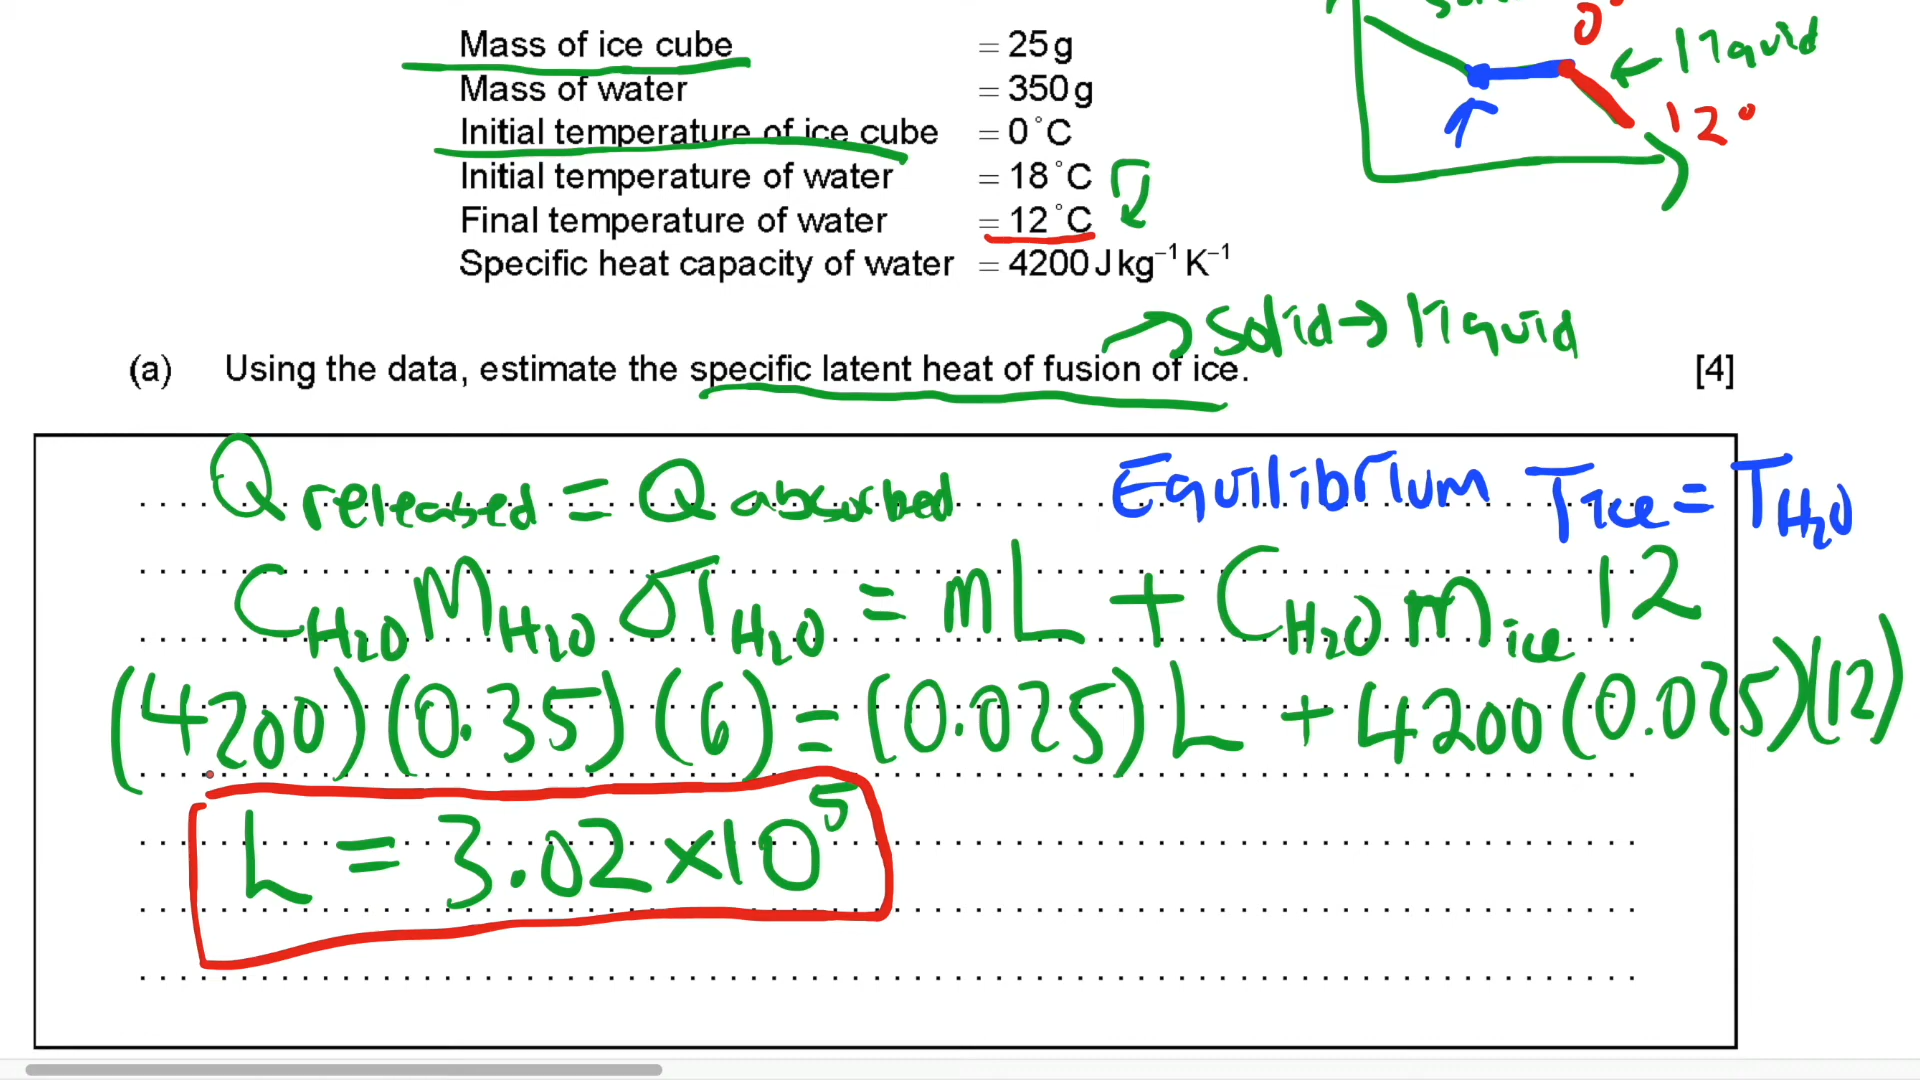 Mass of ice cube = 25 g
Mass of water = 350 g
Initial temperature of ice cube = 0 °C
Initial temperature of water = 18 °C
Final temperature of water = 12 °C
Specific heat capacity of water = 4200 J kg⁻¹ K⁻¹
0°
liquid
12°
solid → liquid
(a) Using the data, estimate the specific latent heat of fusion of ice. [4]
Q released = Q absorbed
Equilibrium T ice = T H₂O
C H₂O M H₂O σT H₂O = mL + C H₂O m ice 12
(4200)(0.35)(6) = (0.025)L + 4200(0.025)(12)
L = 3.02 × 10⁵